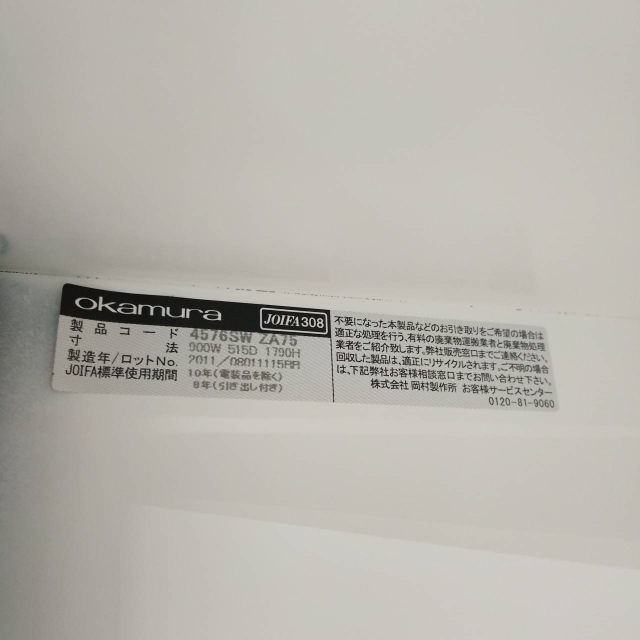 okamura
JOIFA308
製品コード 4576SW ZA75
寸法 900W 515D 1790H
製造年/ロットNo. 2011/08011115RR
JOIFA標準使用期間 10年(電装品を除く)
8年(引き出し付き)
不要になった本製品などのお引き取りをご希望の場合は
適正な処理を行う、有料の廃棄物運搬業者と廃棄物処理
業者をご紹介しますので、弊社販売窓口までご連絡ください。
回収した製品は、適正にリサイクルされます。ご不明の場合
は、下記弊社お客様相談窓口までお問い合わせ下さい。
株式会社 岡村製作所 お客様サービスセンター
0120-81-9060